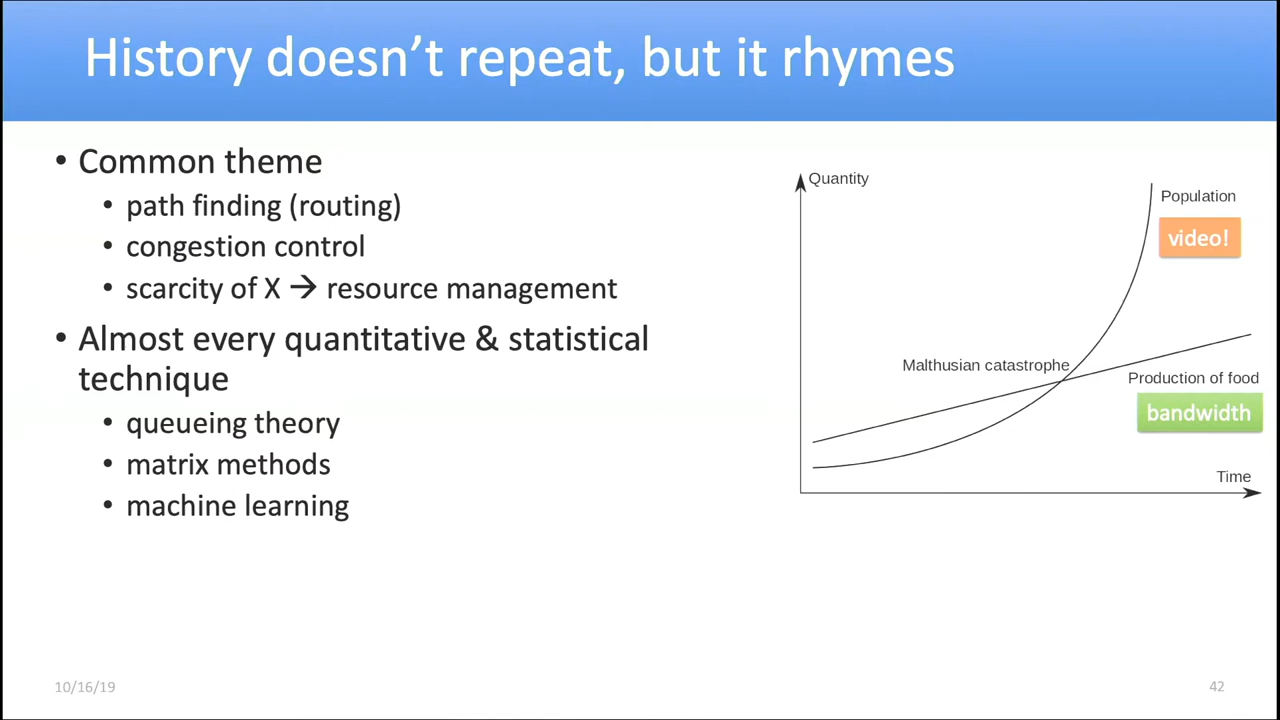 History doesn’t repeat, but it rhymes
• Common theme
• path finding (routing)
• congestion control
• scarcity of X → resource management
• Almost every quantitative & statistical
technique
• queueing theory
• matrix methods
• machine learning
Quantity
Population
video!
Malthusian catastrophe
Production of food
bandwidth
Time
10/16/19
42